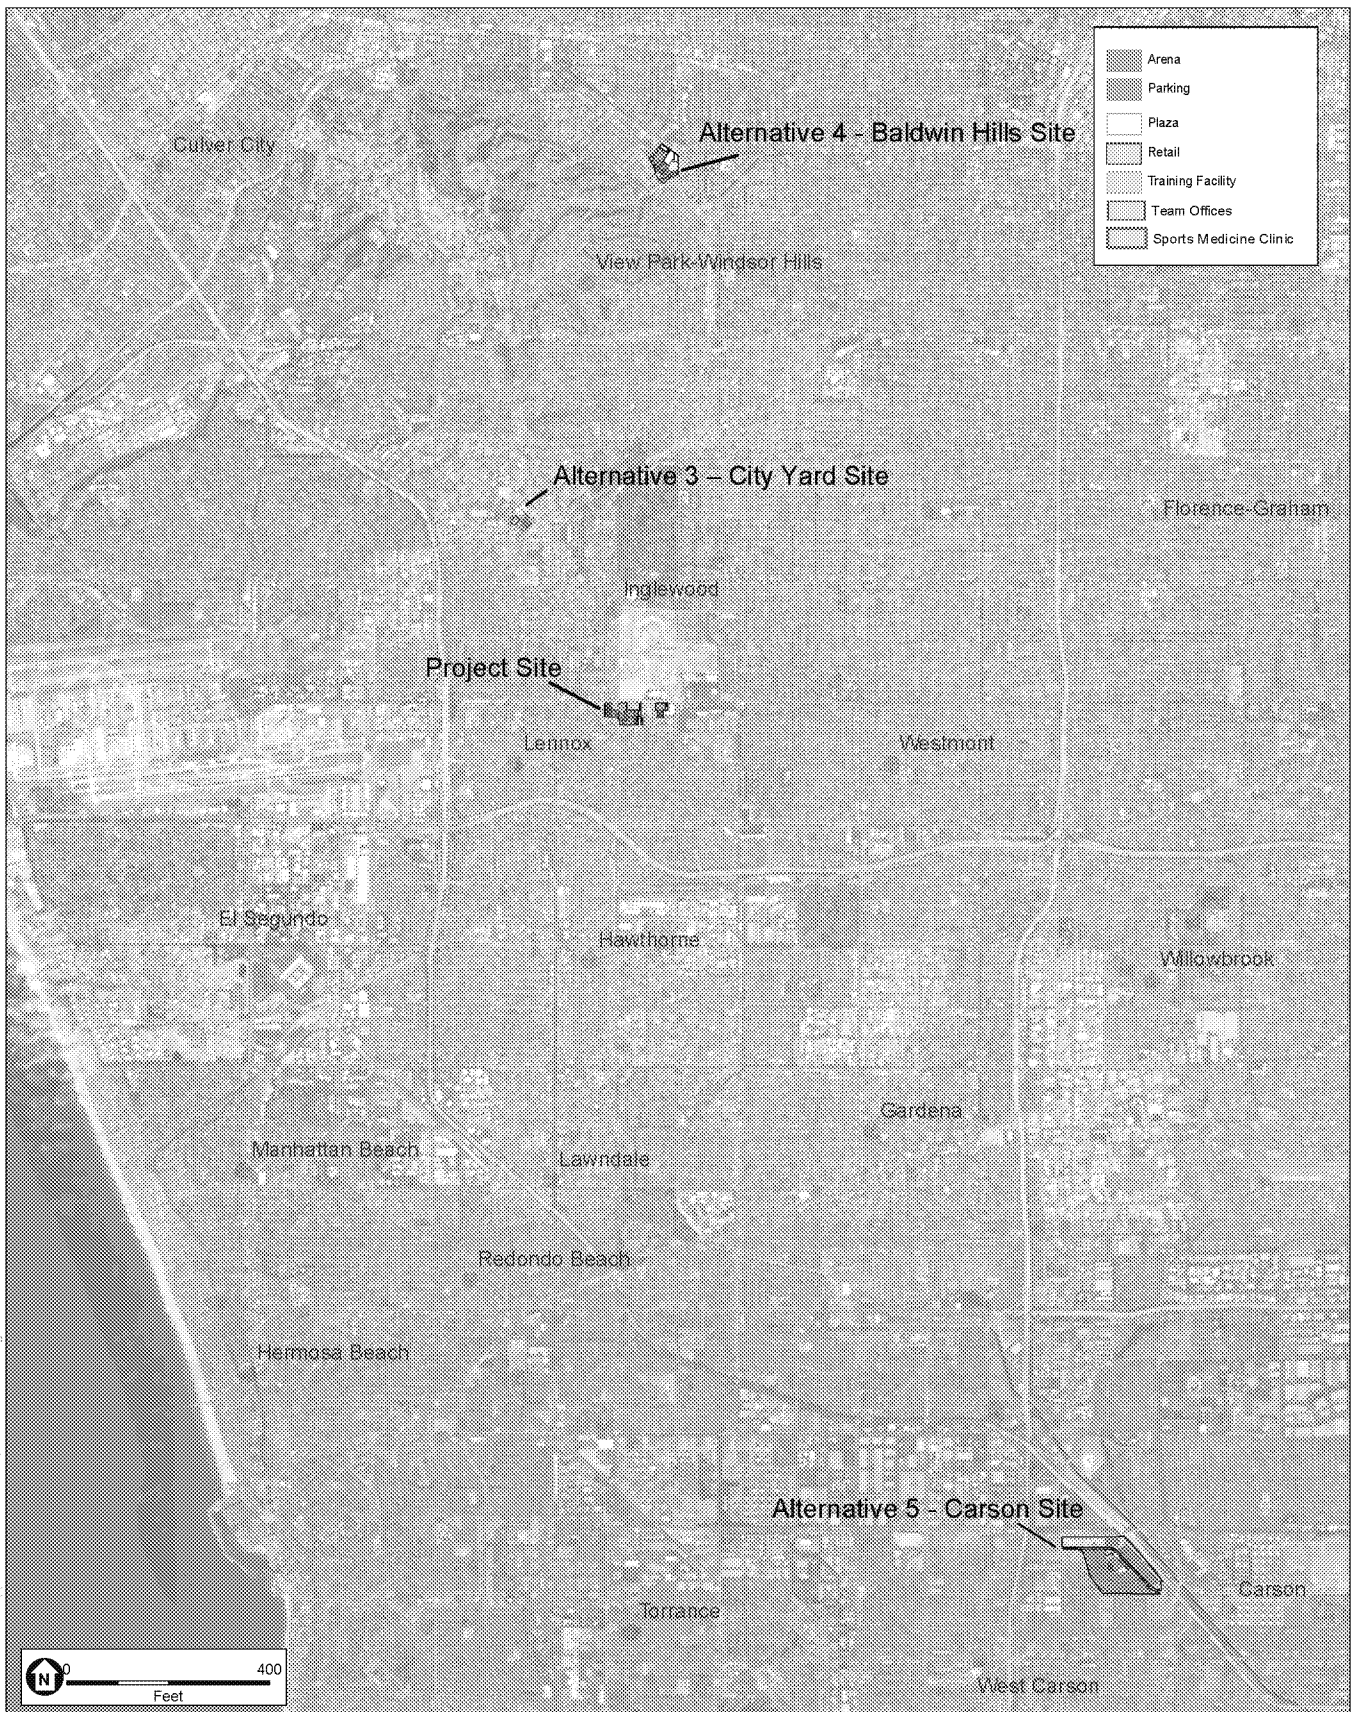 Arena
Parking
Plaza
Retail
Training Facility
Team Offices
Sports Medicine Clinic
Alternative 4 - Baldwin Hills Site
Culver City
View Park-Windsor Hills
Alternative 3 – City Yard Site
Florence-Graham
Inglewood
Project Site
Lennox
Westmont
El Segundo
Hawthorne
Willowbrook
Gardena
Manhattan Beach
Lawndale
Redondo Beach
Hermosa Beach
Alternative 5 - Carson Site
Carson
Torrance
West Carson
N
0 400
Feet